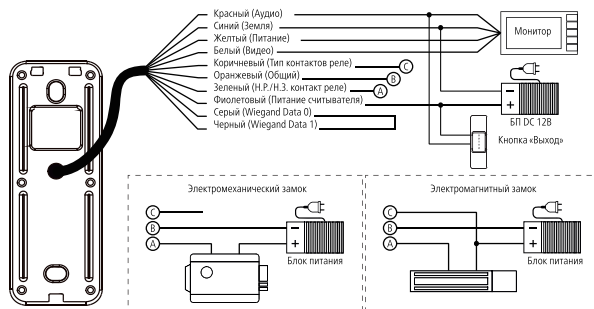 Красный (Аудио)
Синий (Земля)
Желтый (Питание)
Белый (Видео)
Коричневый (Тип контактов реле) C
Оранжевый (Общий) B
Зеленый (Н.Р./Н.З. контакт реле) A
Фиолетовый (Питание считывателя)
Серый (Wiegand Data 0)
Черный (Wiegand Data 1)
Монитор
− +
БП DC 12В
Кнопка «Выход»
Электромеханический замок
C
B
A
− +
Блок питания
Электромагнитный замок
C
B
A
− +
Блок питания